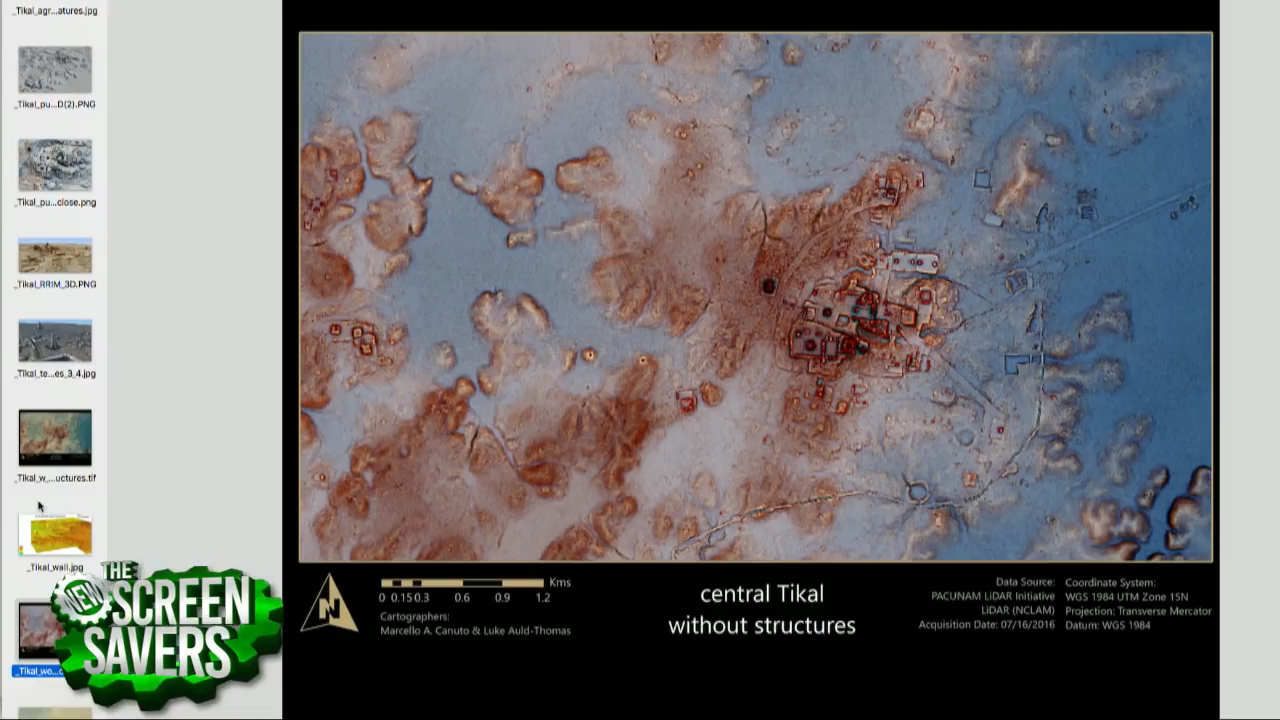 _Tikal_agr...atures.jpg
_Tikal_pu...D(2).PNG
_Tikal_pu...close.png
_Tikal_RRIM_3D.PNG
_Tikal_te...es_3_4.jpg
_Tikal_w...uctures.tif
_Tikal_wall.jpg
_Tikal_wo...
THE
NEW
SCREEN
SAVERS
N
Kms
0 0.15 0.3 0.6 0.9 1.2
Cartographers:
Marcello A. Canuto & Luke Auld-Thomas
central Tikal
without structures
Data Source:
PACUNAM LiDAR Initiative
LiDAR (NCLAM)
Acquisition Date: 07/16/2016
Coordinate System:
WGS 1984 UTM Zone 15N
Projection: Transverse Mercator
Datum: WGS 1984